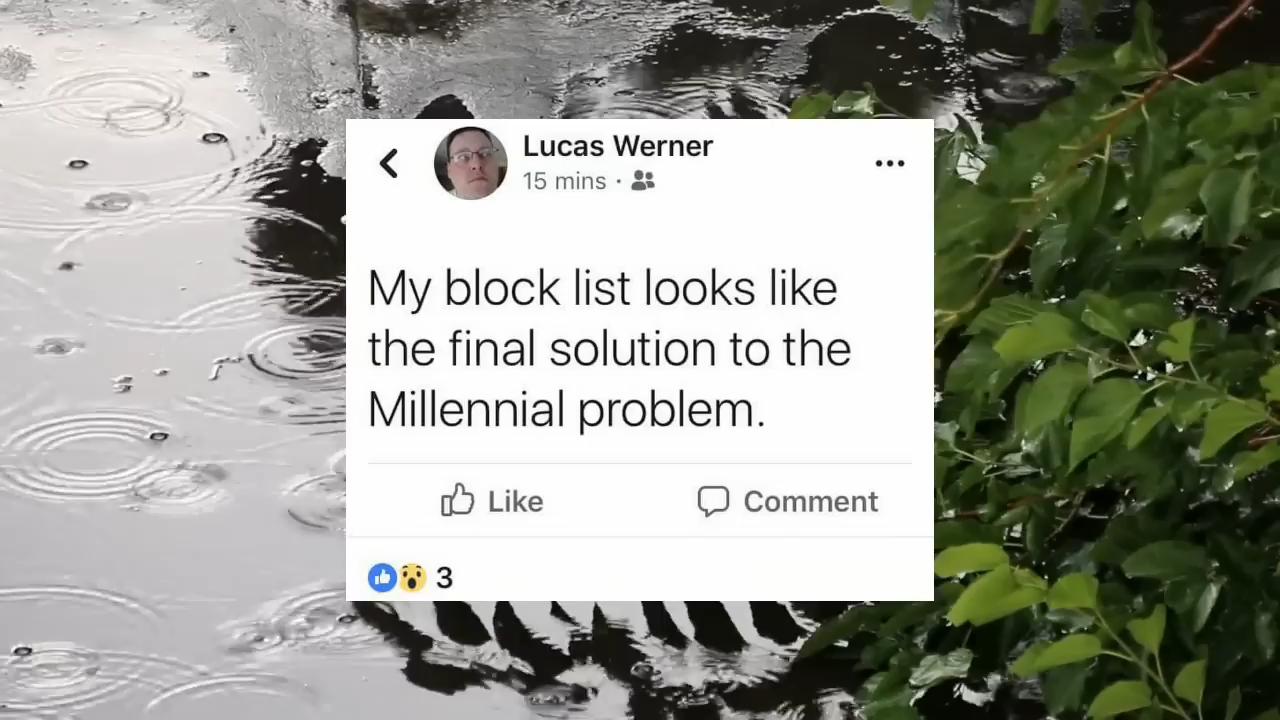 Lucas Werner
15 mins ·
My block list looks like
the final solution to the
Millennial problem.
Like
Comment
3